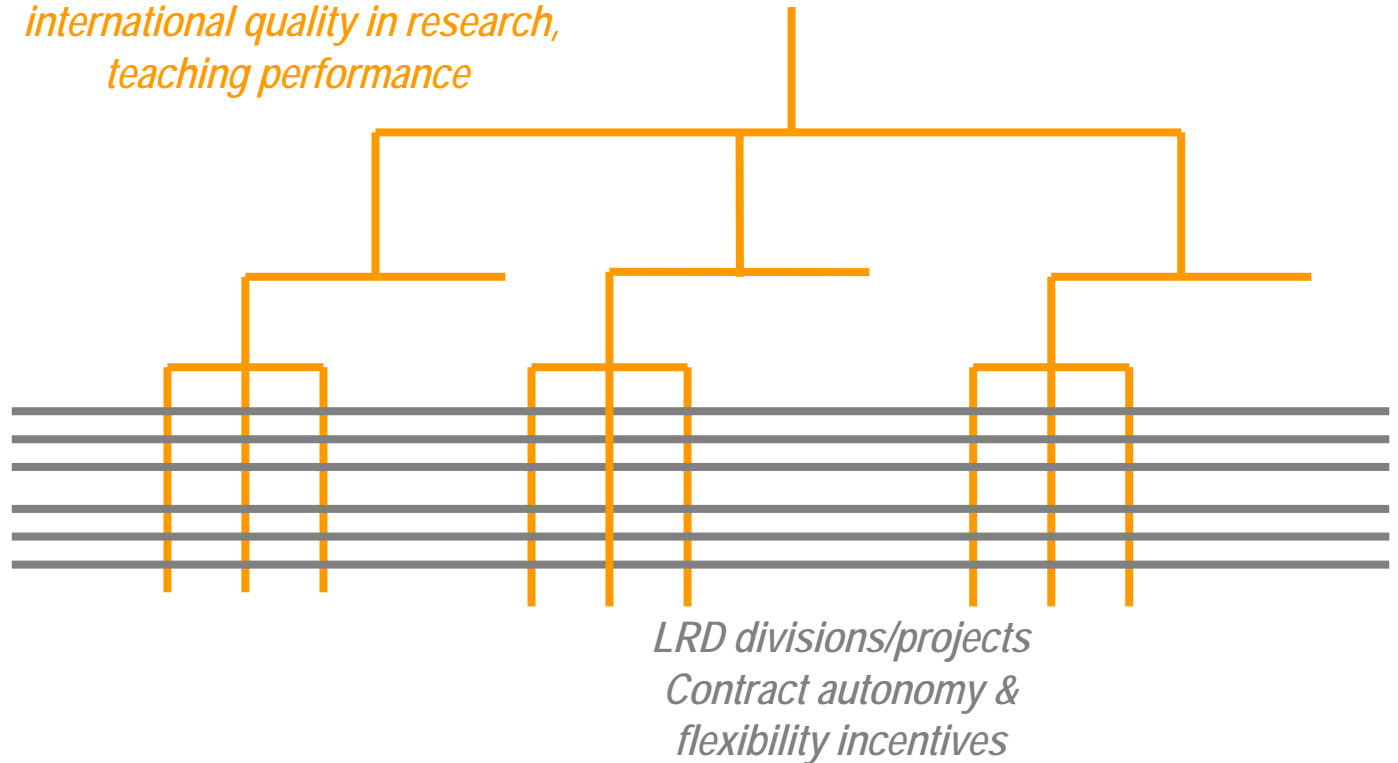 international quality in research,
teaching performance
LRD divisions/projects
Contract autonomy &
flexibility incentives